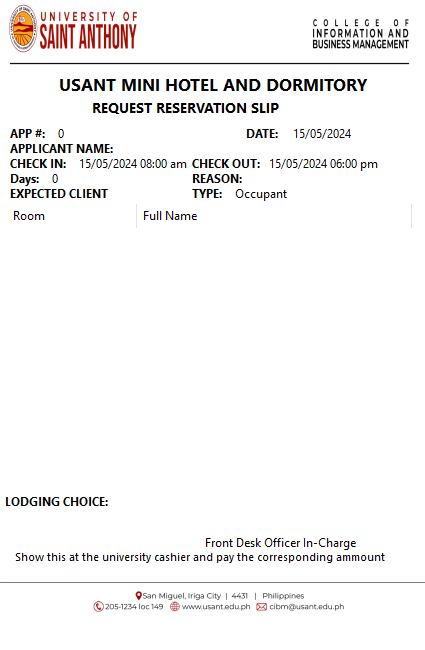 UNIVERSITY OF
SAINT ANTHONY
COLLEGE OF
INFORMATION AND
BUSINESS MANAGEMENT
USANT MINI HOTEL AND DORMITORY
REQUEST RESERVATION SLIP
APP #: 0 DATE: 15/05/2024
APPLICANT NAME:
CHECK IN: 15/05/2024 08:00 am CHECK OUT: 15/05/2024 06:00 pm
Days: 0 REASON:
EXPECTED CLIENT TYPE: Occupant
Room Full Name
LODGING CHOICE:
Front Desk Officer In-Charge
Show this at the university cashier and pay the corresponding ammount
San Miguel, Iriga City | 4431 | Philippines
205-1234 loc 149 www.usant.edu.ph cibm@usant.edu.ph